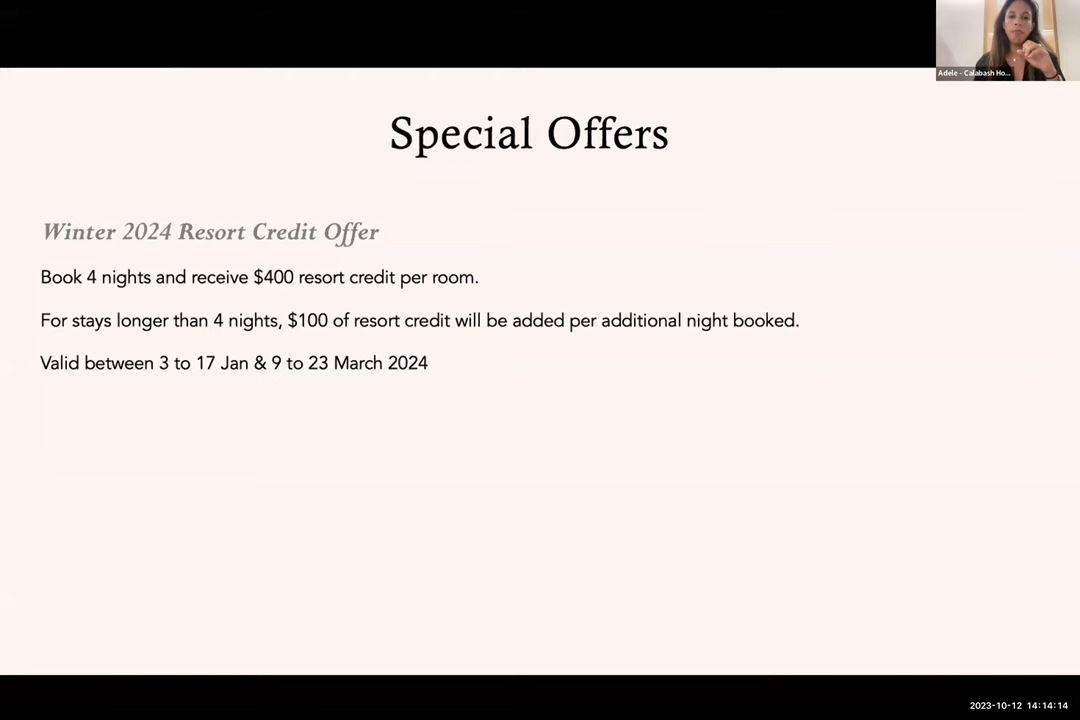 Adele - Calabash Ho...
Special Offers
Winter 2024 Resort Credit Offer
Book 4 nights and receive $400 resort credit per room.
For stays longer than 4 nights, $100 of resort credit will be added per additional night booked.
Valid between 3 to 17 Jan & 9 to 23 March 2024
2023-10-12 14:14:14